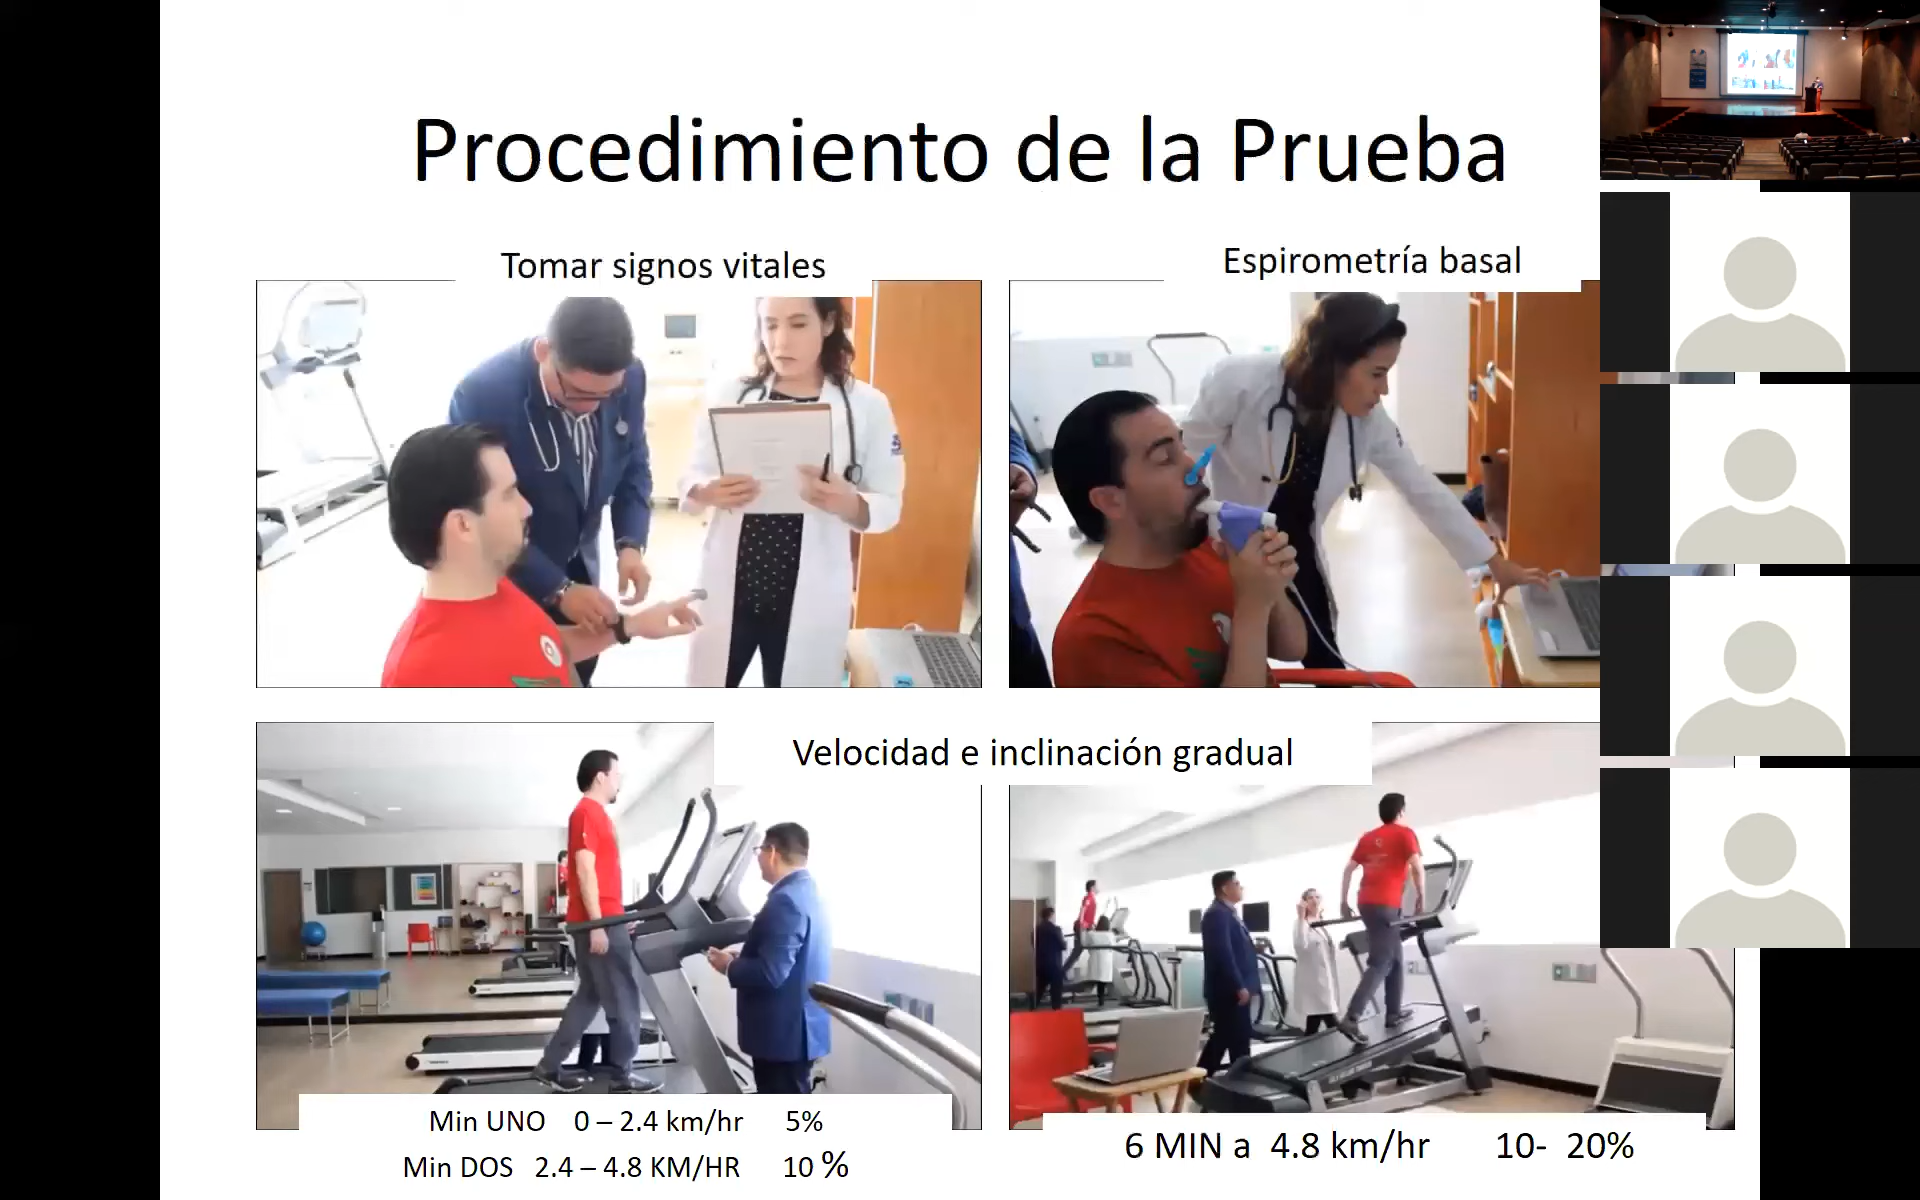 Procedimiento de la Prueba
Tomar signos vitales
Espirometría basal
Velocidad e inclinación gradual
Min UNO 0 – 2.4 km/hr 5%
Min DOS 2.4 – 4.8 KM/HR 10 %
6 MIN a 4.8 km/hr 10- 20%